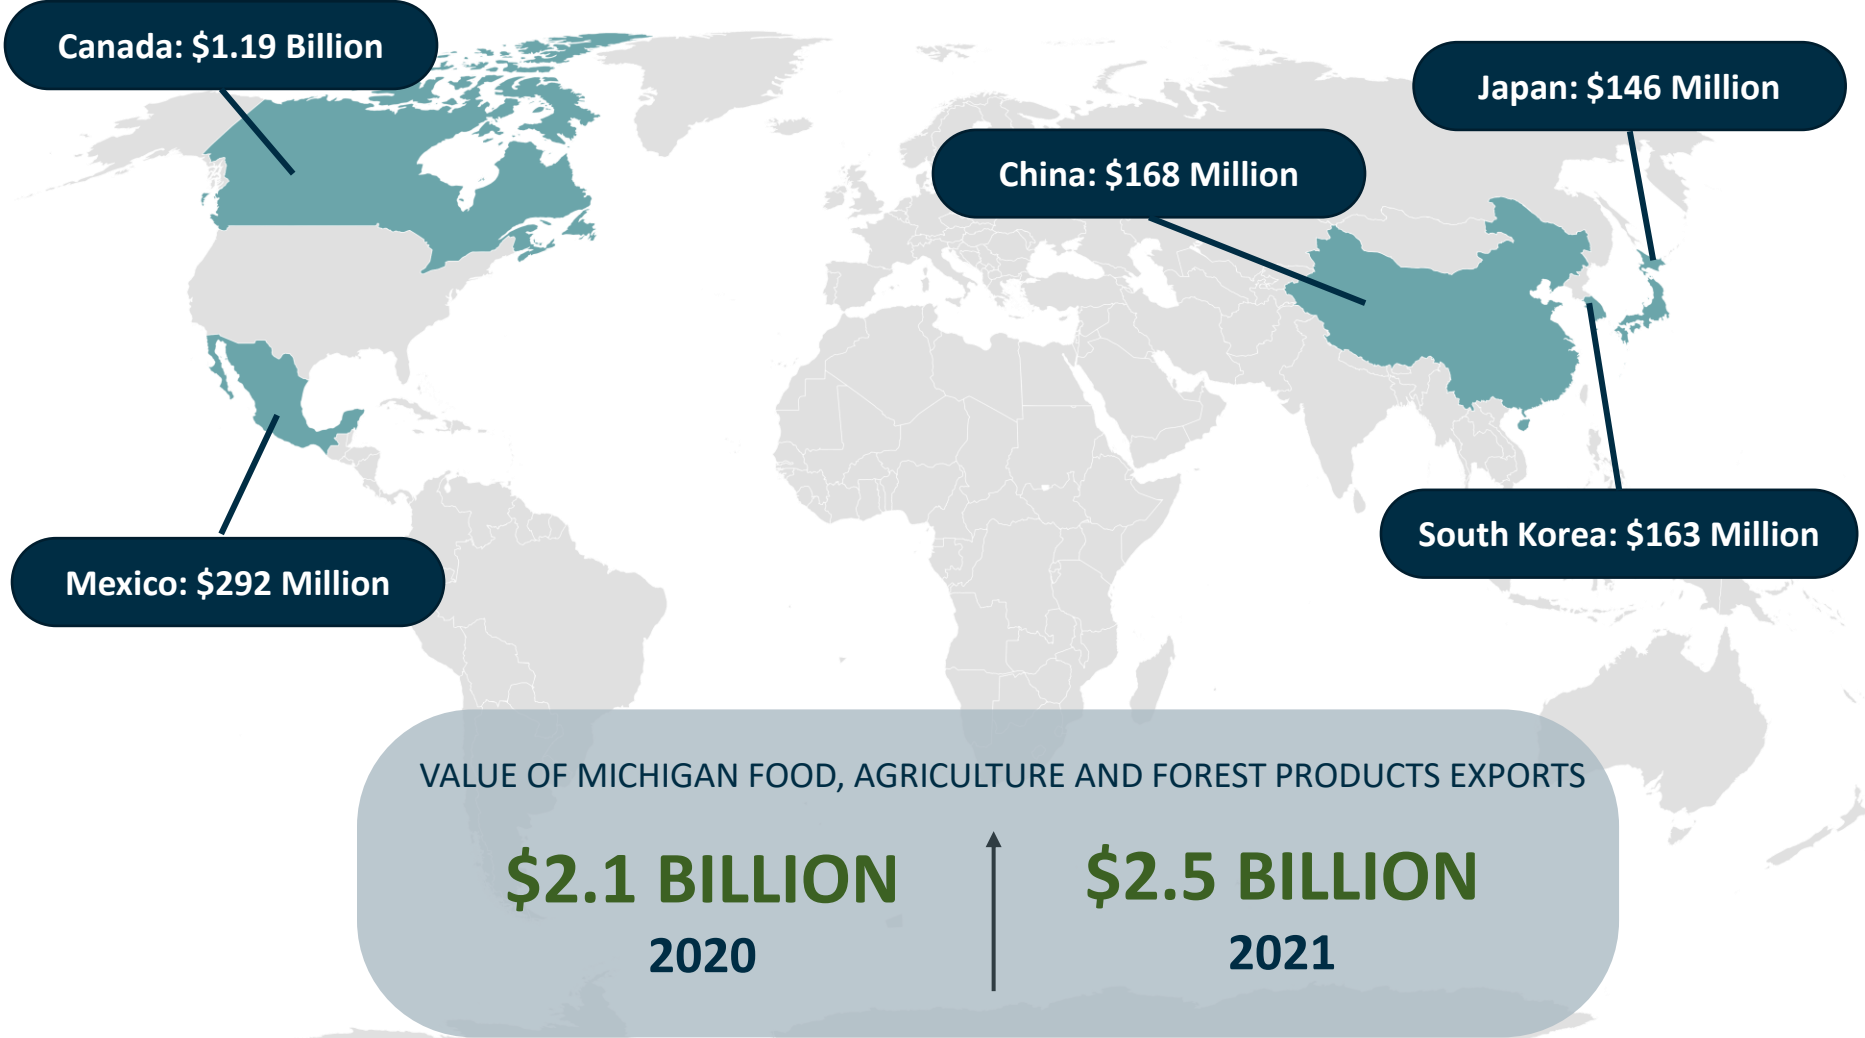 Canada: $1.19 Billion
Japan: $146 Million
China: $168 Million
South Korea: $163 Million
Mexico: $292 Million
VALUE OF MICHIGAN FOOD, AGRICULTURE AND FOREST PRODUCTS EXPORTS
$2.1 BILLION
2020
$2.5 BILLION
2021